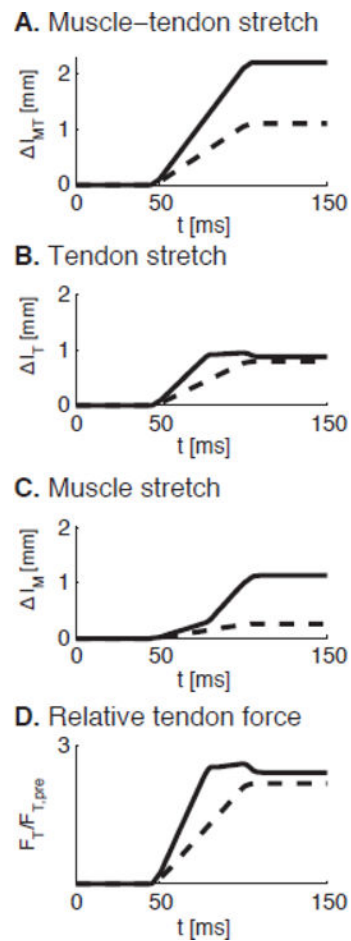 A. Muscle–tendon stretch
2
1
0
Δl_MT [mm]
0 50 150
t [ms]
B. Tendon stretch
2
1
0
Δl_T [mm]
0 50 150
t [ms]
C. Muscle stretch
2
1
0
Δl_M [mm]
0 50 150
t [ms]
D. Relative tendon force
3
F_T/F_T,pre
0 50 150
t [ms]